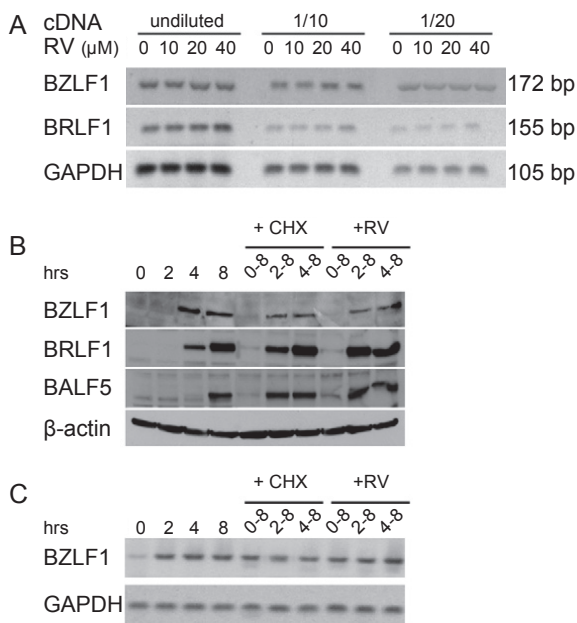 A
cDNA undiluted 1/10 1/20
RV (μM) 0 10 20 40 0 10 20 40 0 10 20 40
BZLF1 172 bp
BRLF1 155 bp
GAPDH 105 bp
B
+ CHX +RV
hrs 0 2 4 8 0-8 2-8 4-8 0-8 2-8 4-8
BZLF1
BRLF1
BALF5
β-actin
C
+ CHX +RV
hrs 0 2 4 8 0-8 2-8 4-8 0-8 2-8 4-8
BZLF1
GAPDH